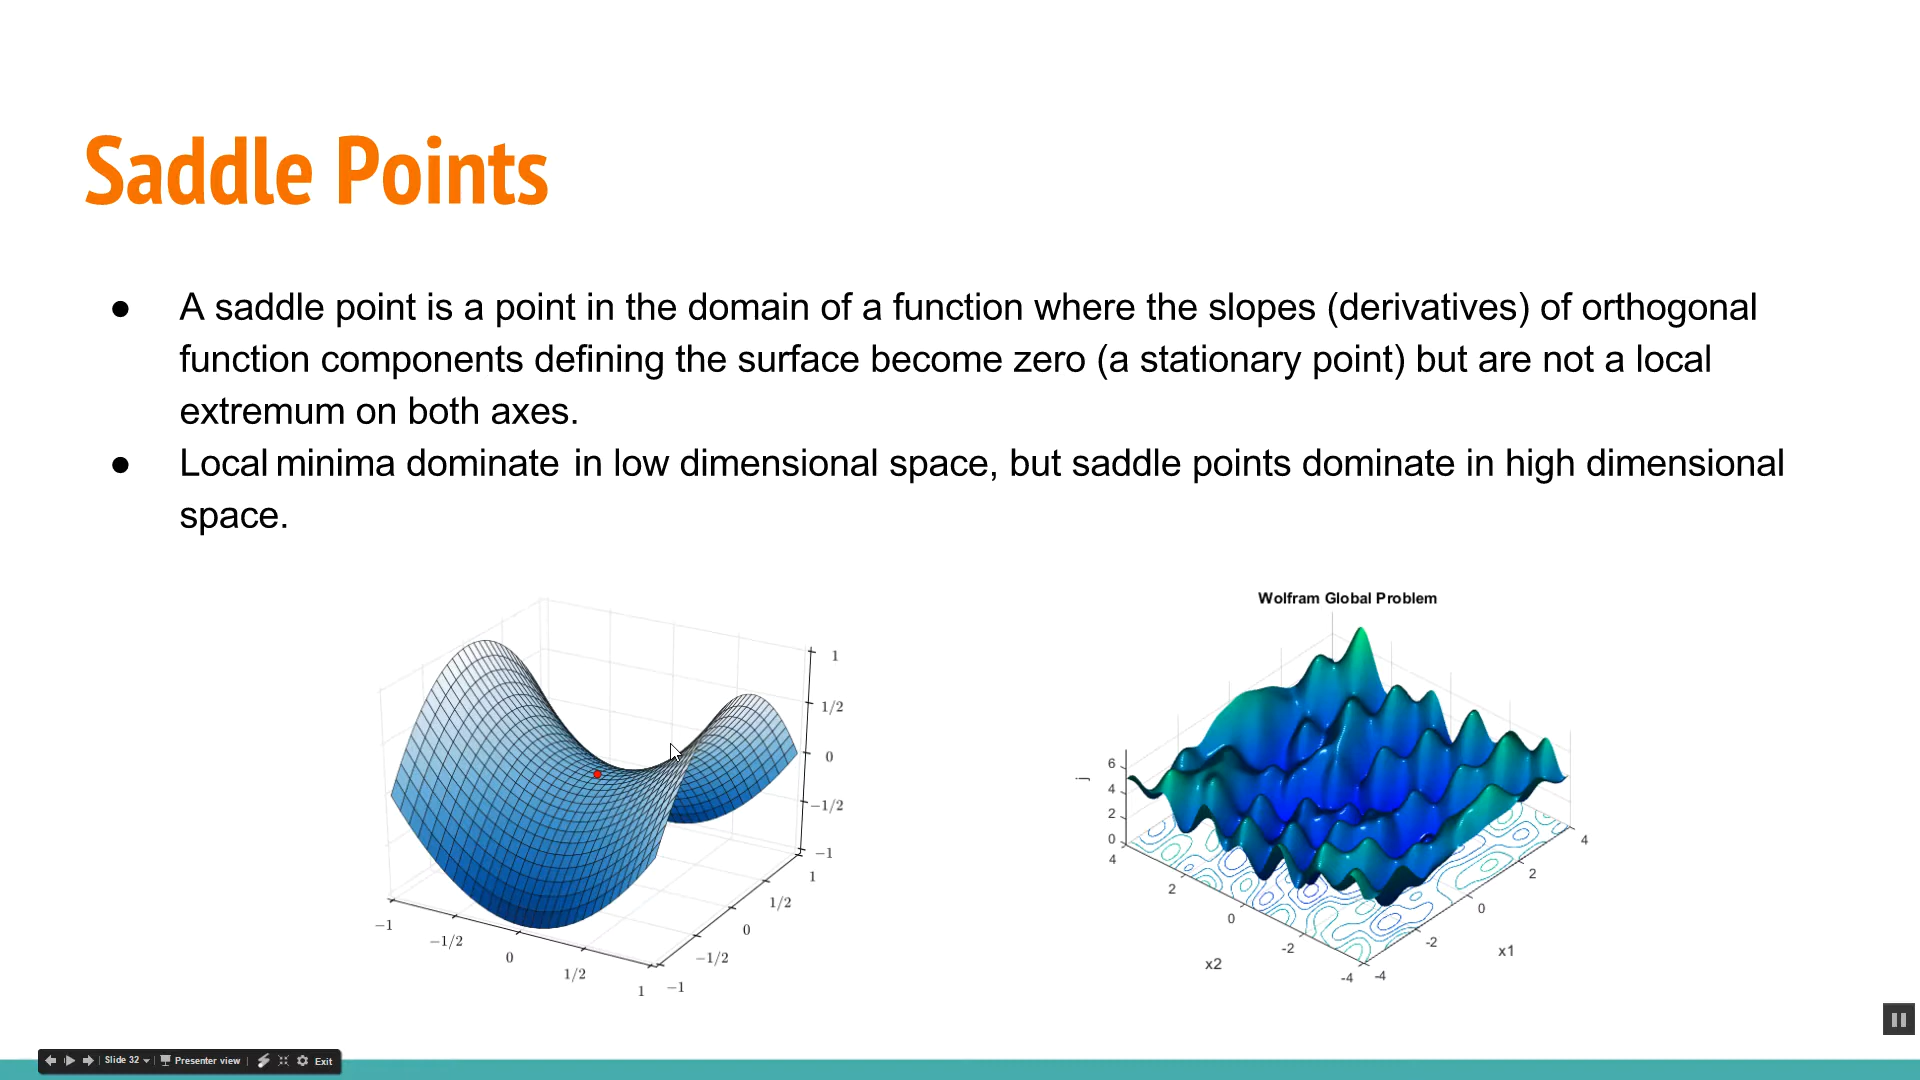 Saddle Points
● A saddle point is a point in the domain of a function where the slopes (derivatives) of orthogonal
function components defining the surface become zero (a stationary point) but are not a local
extremum on both axes.
● Local minima dominate in low dimensional space, but saddle points dominate in high dimensional
space.
1
1/2
0
−1/2
−1
1
1/2
0
−1/2
−1
−1
−1/2
0
1/2
1
Wolfram Global Problem
j
6
4
2
0
4
2
0
-2
-4
x2
4
2
0
-2
-4
x1
Slide 32
Presenter view
Exit